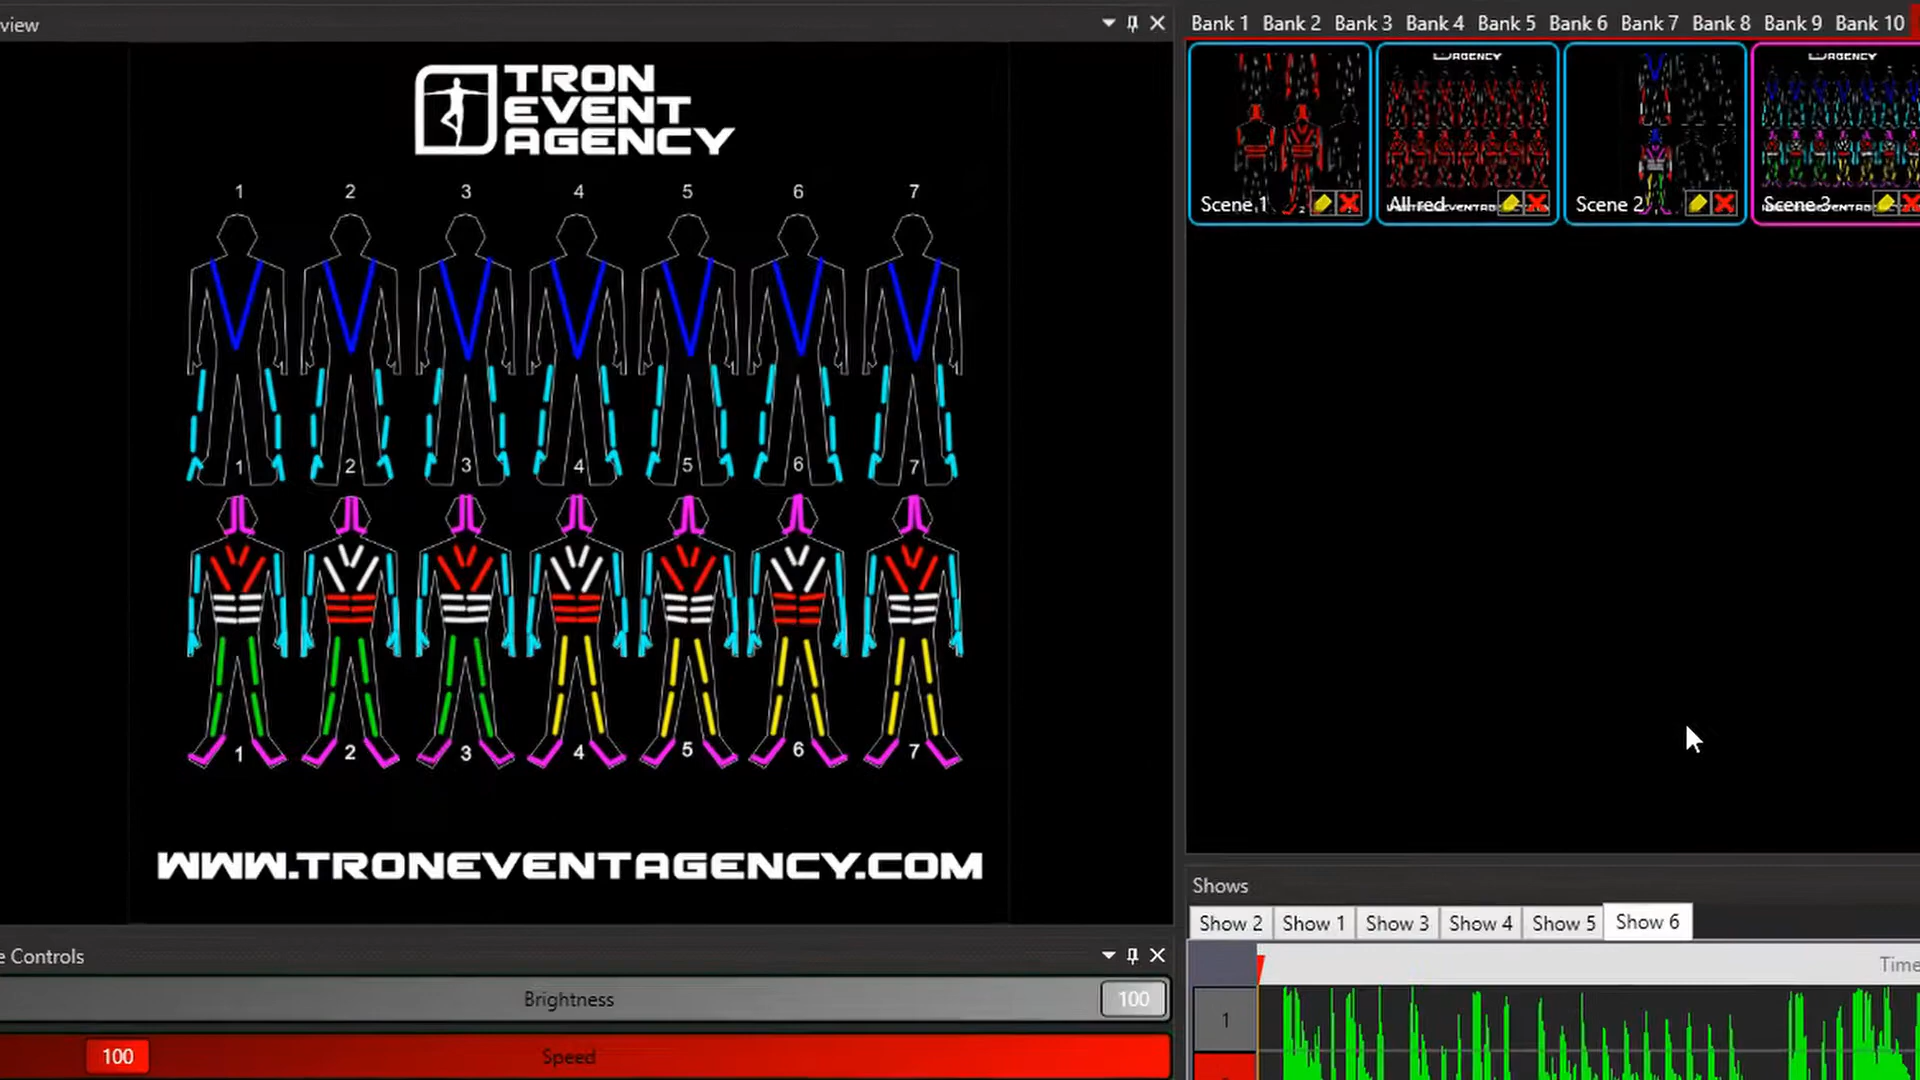 view
Bank 1 Bank 2 Bank 3 Bank 4 Bank 5 Bank 6 Bank 7 Bank 8 Bank 9 Bank 10
TRON
EVENT
AGENCY
AGENCY
AGENCY
Scene 1
All red
Scene 2
Scene 3
1 2 3 4 5 6 7
1 2 3 4 5 6 7
1 2 3 4 5 6 7
WWW.TRONEVENTAGENCY.COM
Shows
Show 2 Show 1 Show 3 Show 4 Show 5 Show 6
e Controls
Time
Brightness
100
1
100
Speed